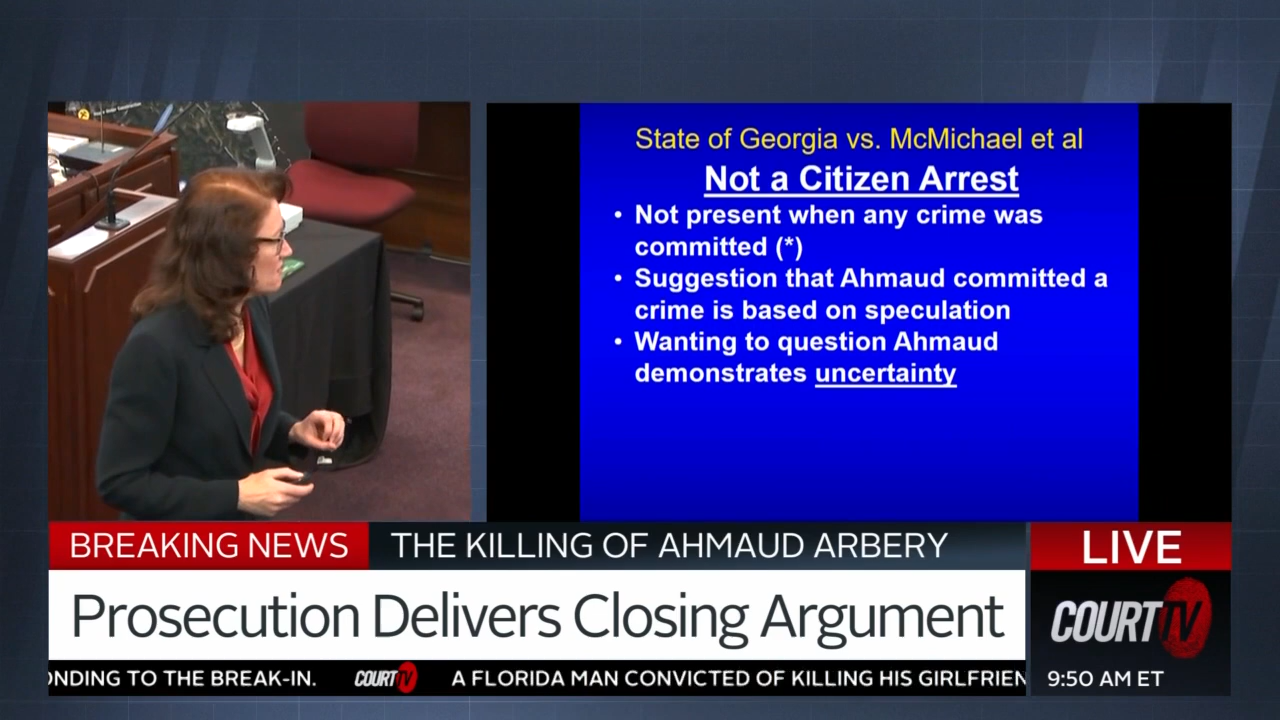 State of Georgia vs. McMichael et al
Not a Citizen Arrest
• Not present when any crime was
committed (*)
• Suggestion that Ahmaud committed a
crime is based on speculation
• Wanting to question Ahmaud
demonstrates uncertainty
BREAKING NEWS
THE KILLING OF AHMAUD ARBERY
LIVE
Prosecution Delivers Closing Argument
COURT TV
ONDING TO THE BREAK-IN.
COURT TV
A FLORIDA MAN CONVICTED OF KILLING HIS GIRLFRIEN
9:50 AM ET